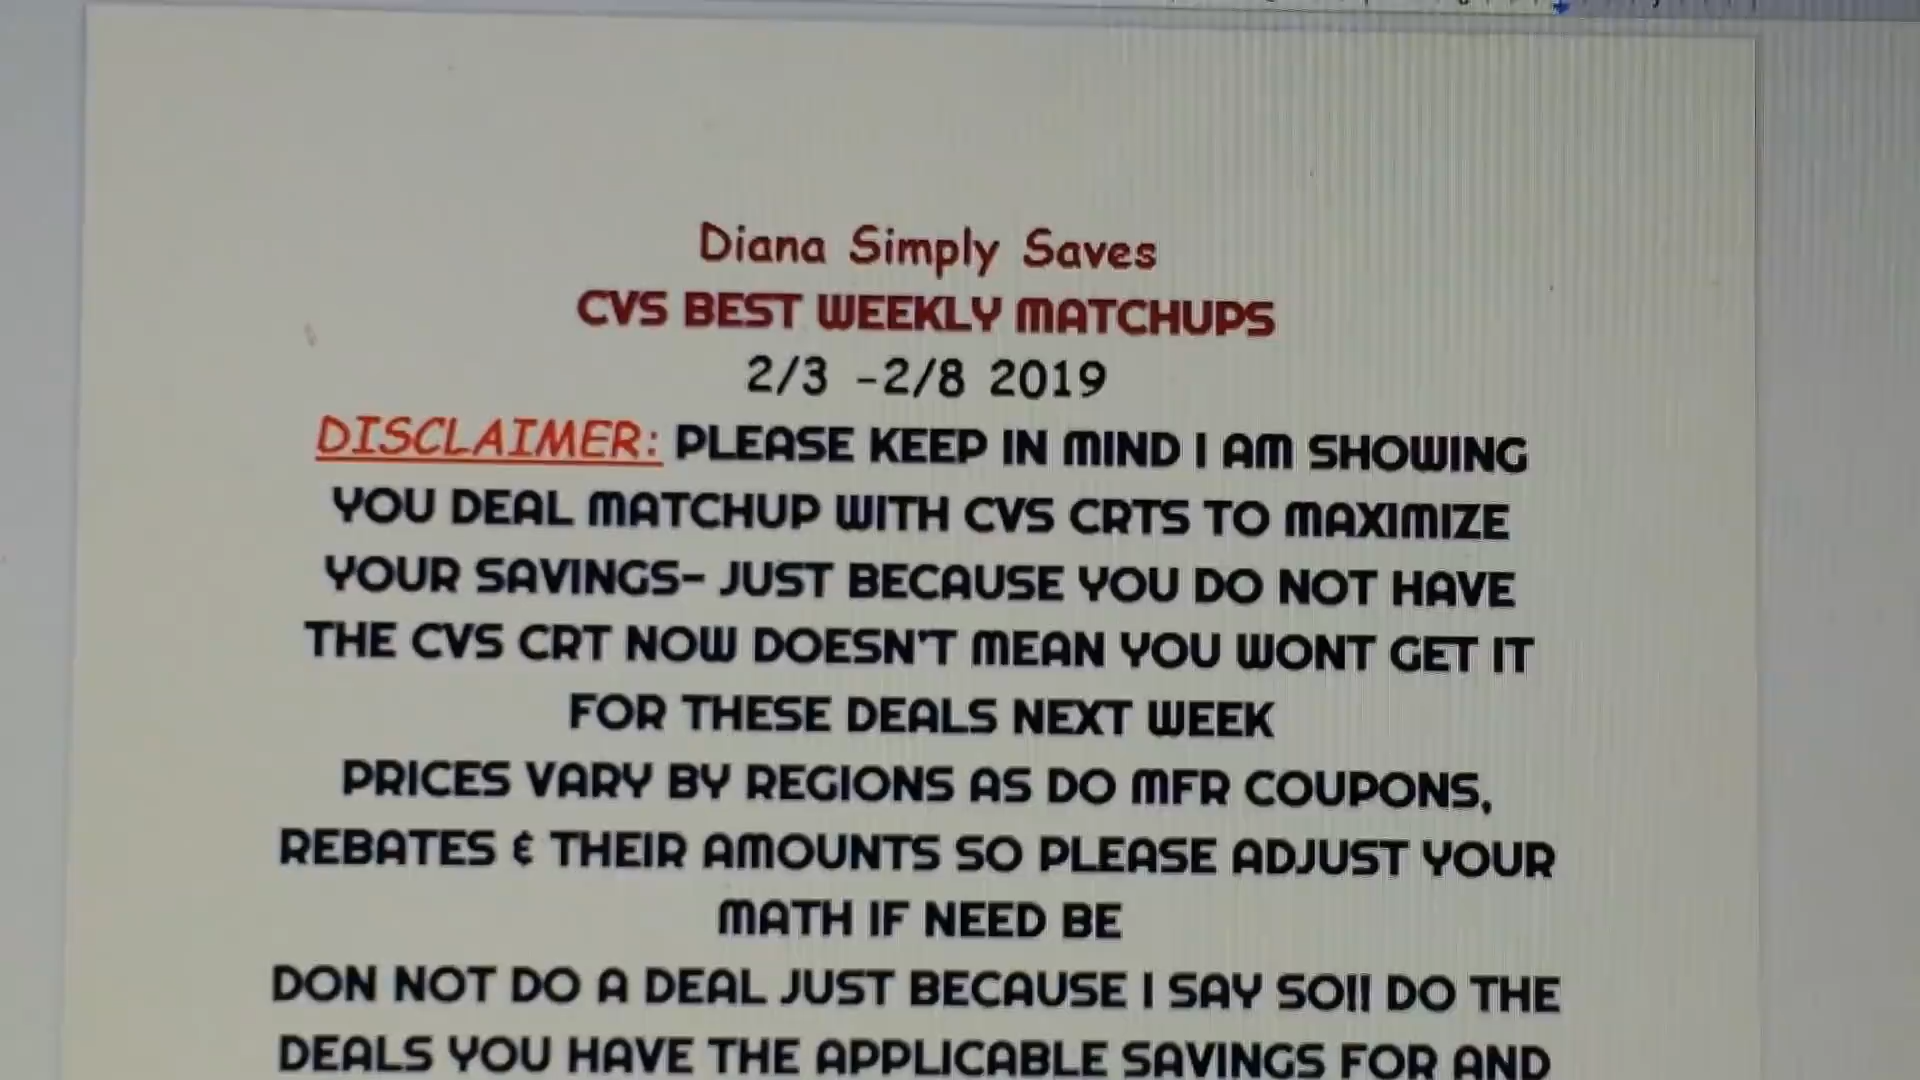 Diana Simply Saves
CVS BEST WEEKLY MATCHUPS
2/3 -2/8 2019
DISCLAIMER: PLEASE KEEP IN MIND I AM SHOWING
YOU DEAL MATCHUP WITH CVS CRTS TO MAXIMIZE
YOUR SAVINGS- JUST BECAUSE YOU DO NOT HAVE
THE CVS CRT NOW DOESN'T MEAN YOU WONT GET IT
FOR THESE DEALS NEXT WEEK
PRICES VARY BY REGIONS AS DO MFR COUPONS,
REBATES & THEIR AMOUNTS SO PLEASE ADJUST YOUR
MATH IF NEED BE
DON NOT DO A DEAL JUST BECAUSE I SAY SO!! DO THE
DEALS YOU HAVE THE APPLICABLE SAVINGS FOR AND